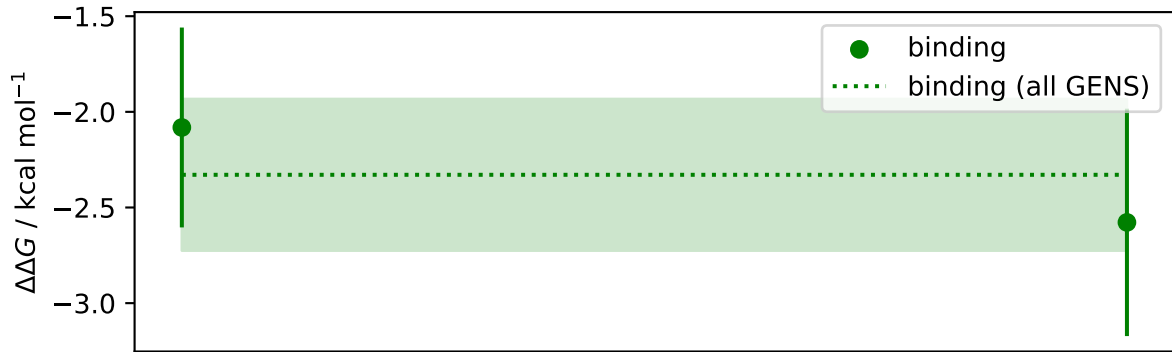 −1.5
−2.0
−2.5
−3.0
ΔΔG / kcal mol⁻¹
binding
binding (all GENS)